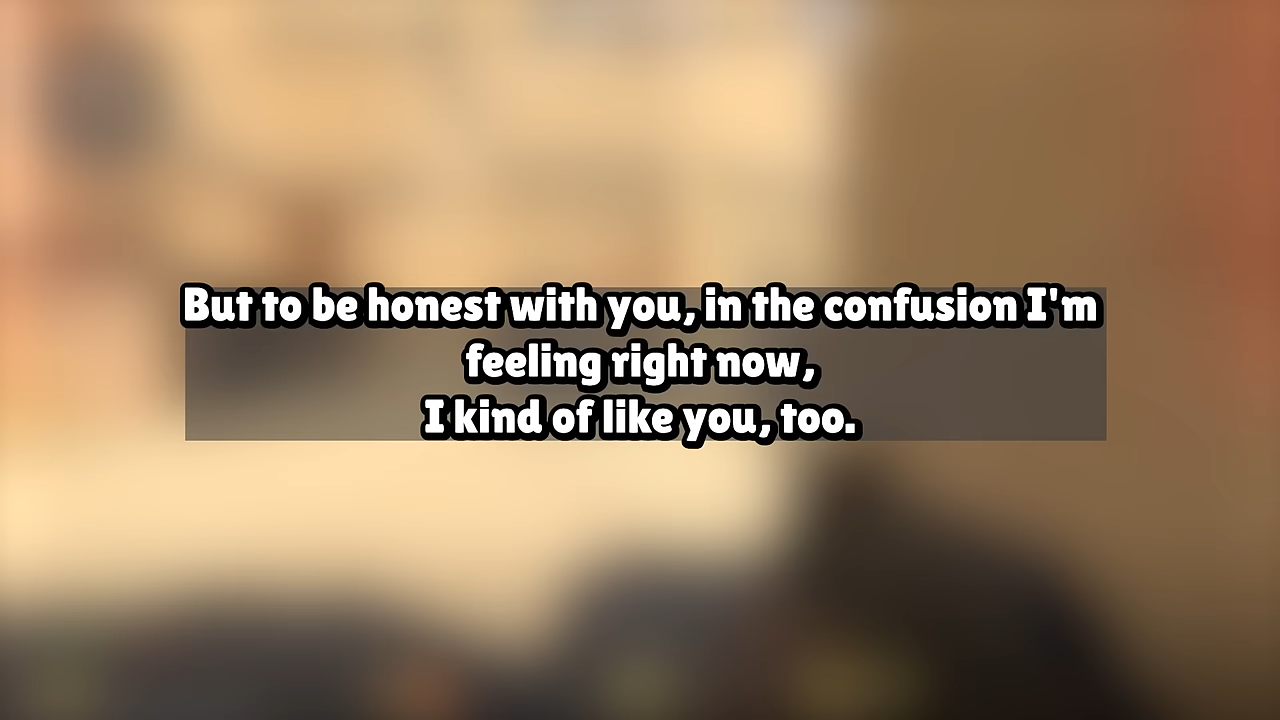 But to be honest with you, in the confusion I'm
feeling right now,
I kind of like you, too.